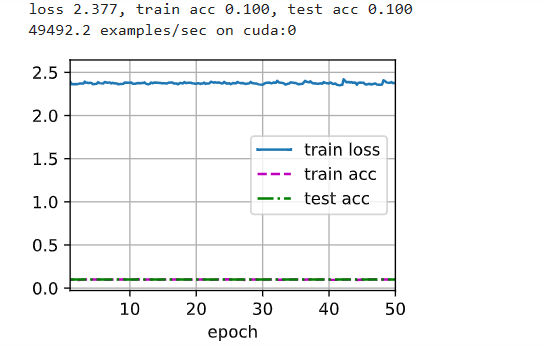 loss 2.377, train acc 0.100, test acc 0.100
49492.2 examples/sec on cuda:0
2.5
2.0
1.5
1.0
0.5
0.0
train loss
train acc
test acc
10 20 30 40 50
epoch